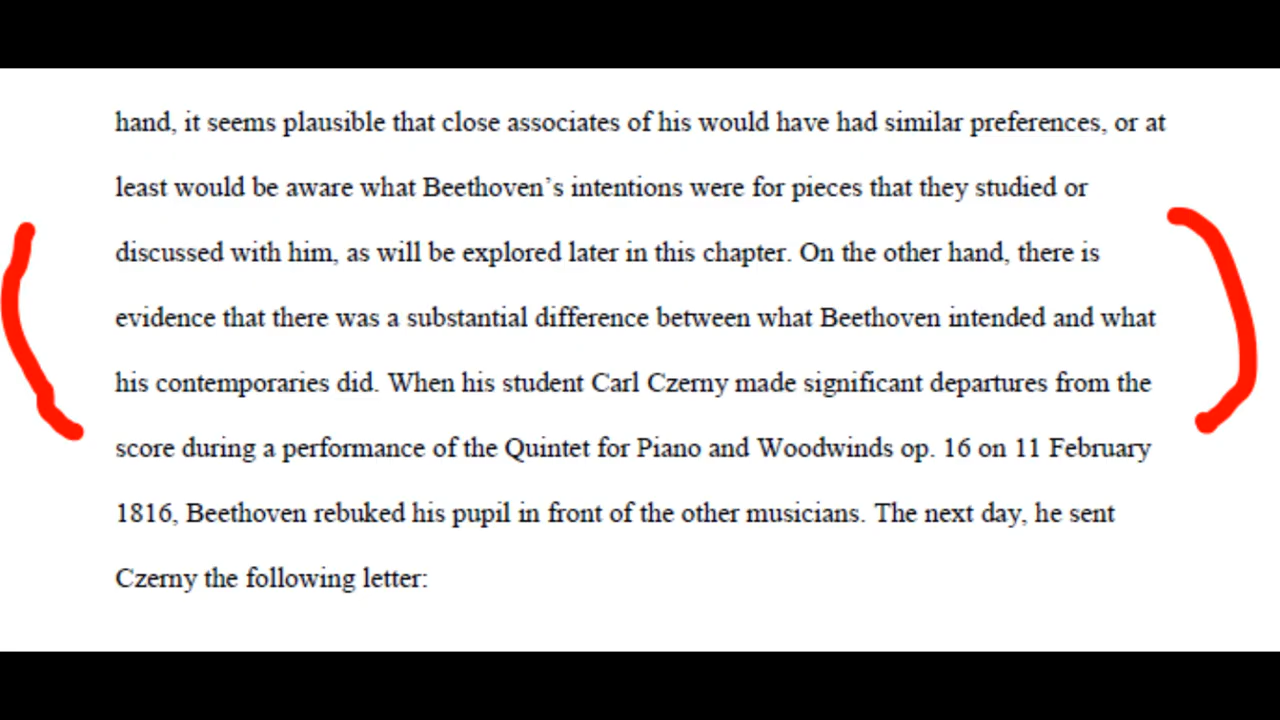 hand, it seems plausible that close associates of his would have had similar preferences, or at
least would be aware what Beethoven’s intentions were for pieces that they studied or
discussed with him, as will be explored later in this chapter. On the other hand, there is
evidence that there was a substantial difference between what Beethoven intended and what
his contemporaries did. When his student Carl Czerny made significant departures from the
score during a performance of the Quintet for Piano and Woodwinds op. 16 on 11 February
1816, Beethoven rebuked his pupil in front of the other musicians. The next day, he sent
Czerny the following letter: